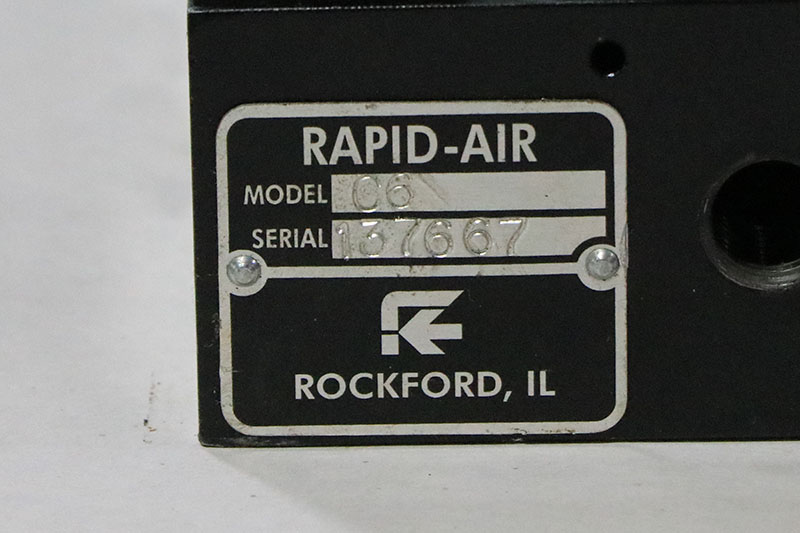 RAPID-AIR
MODEL C6
SERIAL 137667
ROCKFORD, IL